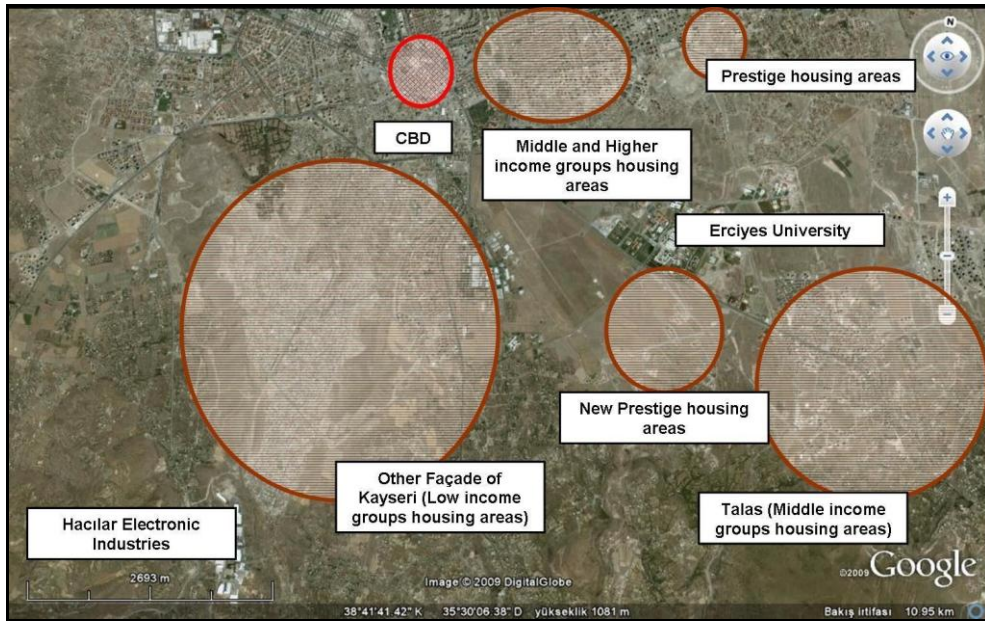 N
Prestige housing areas
CBD
Middle and Higher
income groups housing
areas
Erciyes University
New Prestige housing
areas
Other Façade of
Kayseri (Low income
groups housing areas)
Talas (Middle income
groups housing areas)
Hacılar Electronic
Industries
2693 m
Image © 2009 DigitalGlobe
©2009 Google
38°41'41.42" K 35°30'06.38" D - yükseklik 1081 m
Bakış irtifası 10.95 km